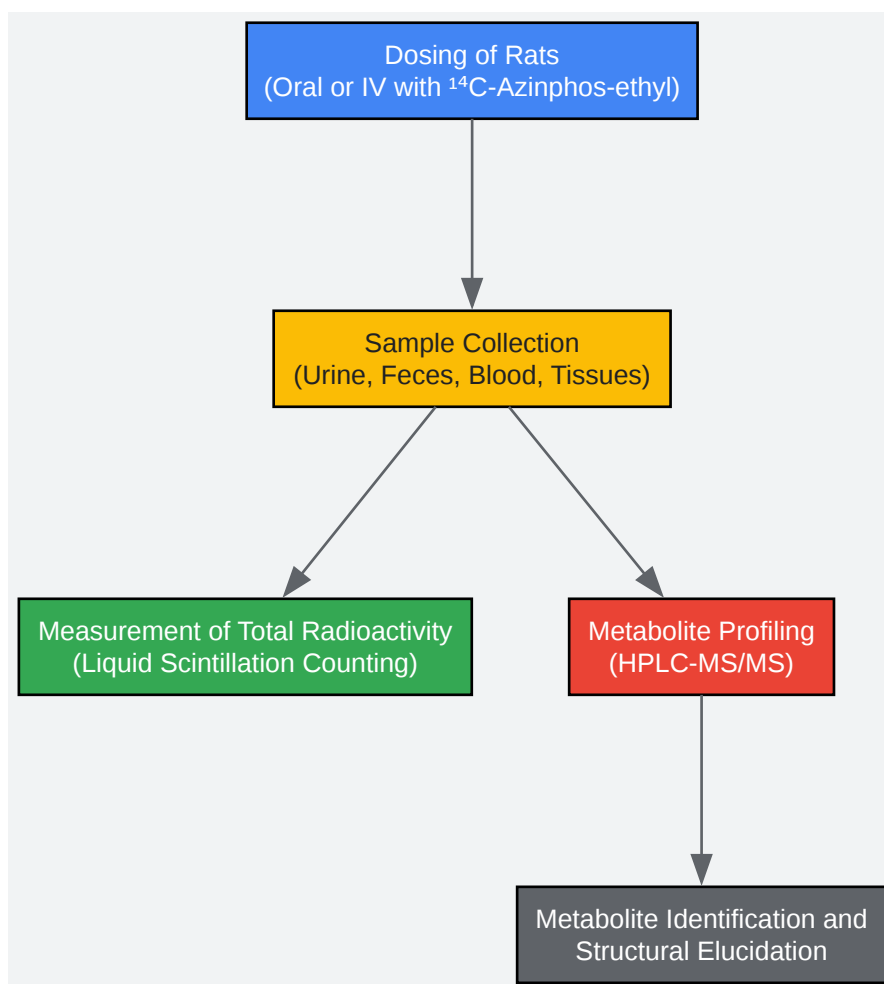 Dosing of Rats
(Oral or IV with ¹⁴C-Azinphos-ethyl)
Sample Collection
(Urine, Feces, Blood, Tissues)
Measurement of Total Radioactivity
(Liquid Scintillation Counting)
Metabolite Profiling
(HPLC-MS/MS)
Metabolite Identification and
Structural Elucidation